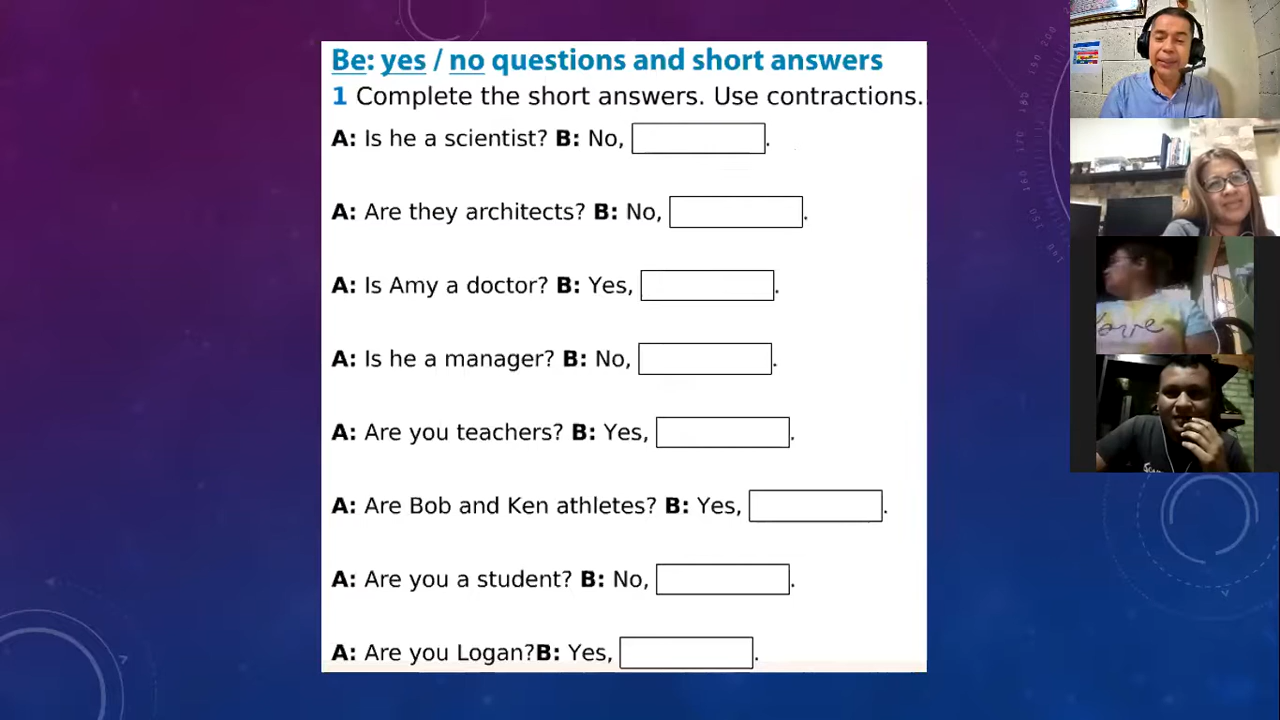 Be: yes / no questions and short answers
1 Complete the short answers. Use contractions.
A: Is he a scientist? B: No, .
A: Are they architects? B: No, .
A: Is Amy a doctor? B: Yes, .
A: Is he a manager? B: No, .
A: Are you teachers? B: Yes, .
A: Are Bob and Ken athletes? B: Yes, .
A: Are you a student? B: No, .
A: Are you Logan?B: Yes, .